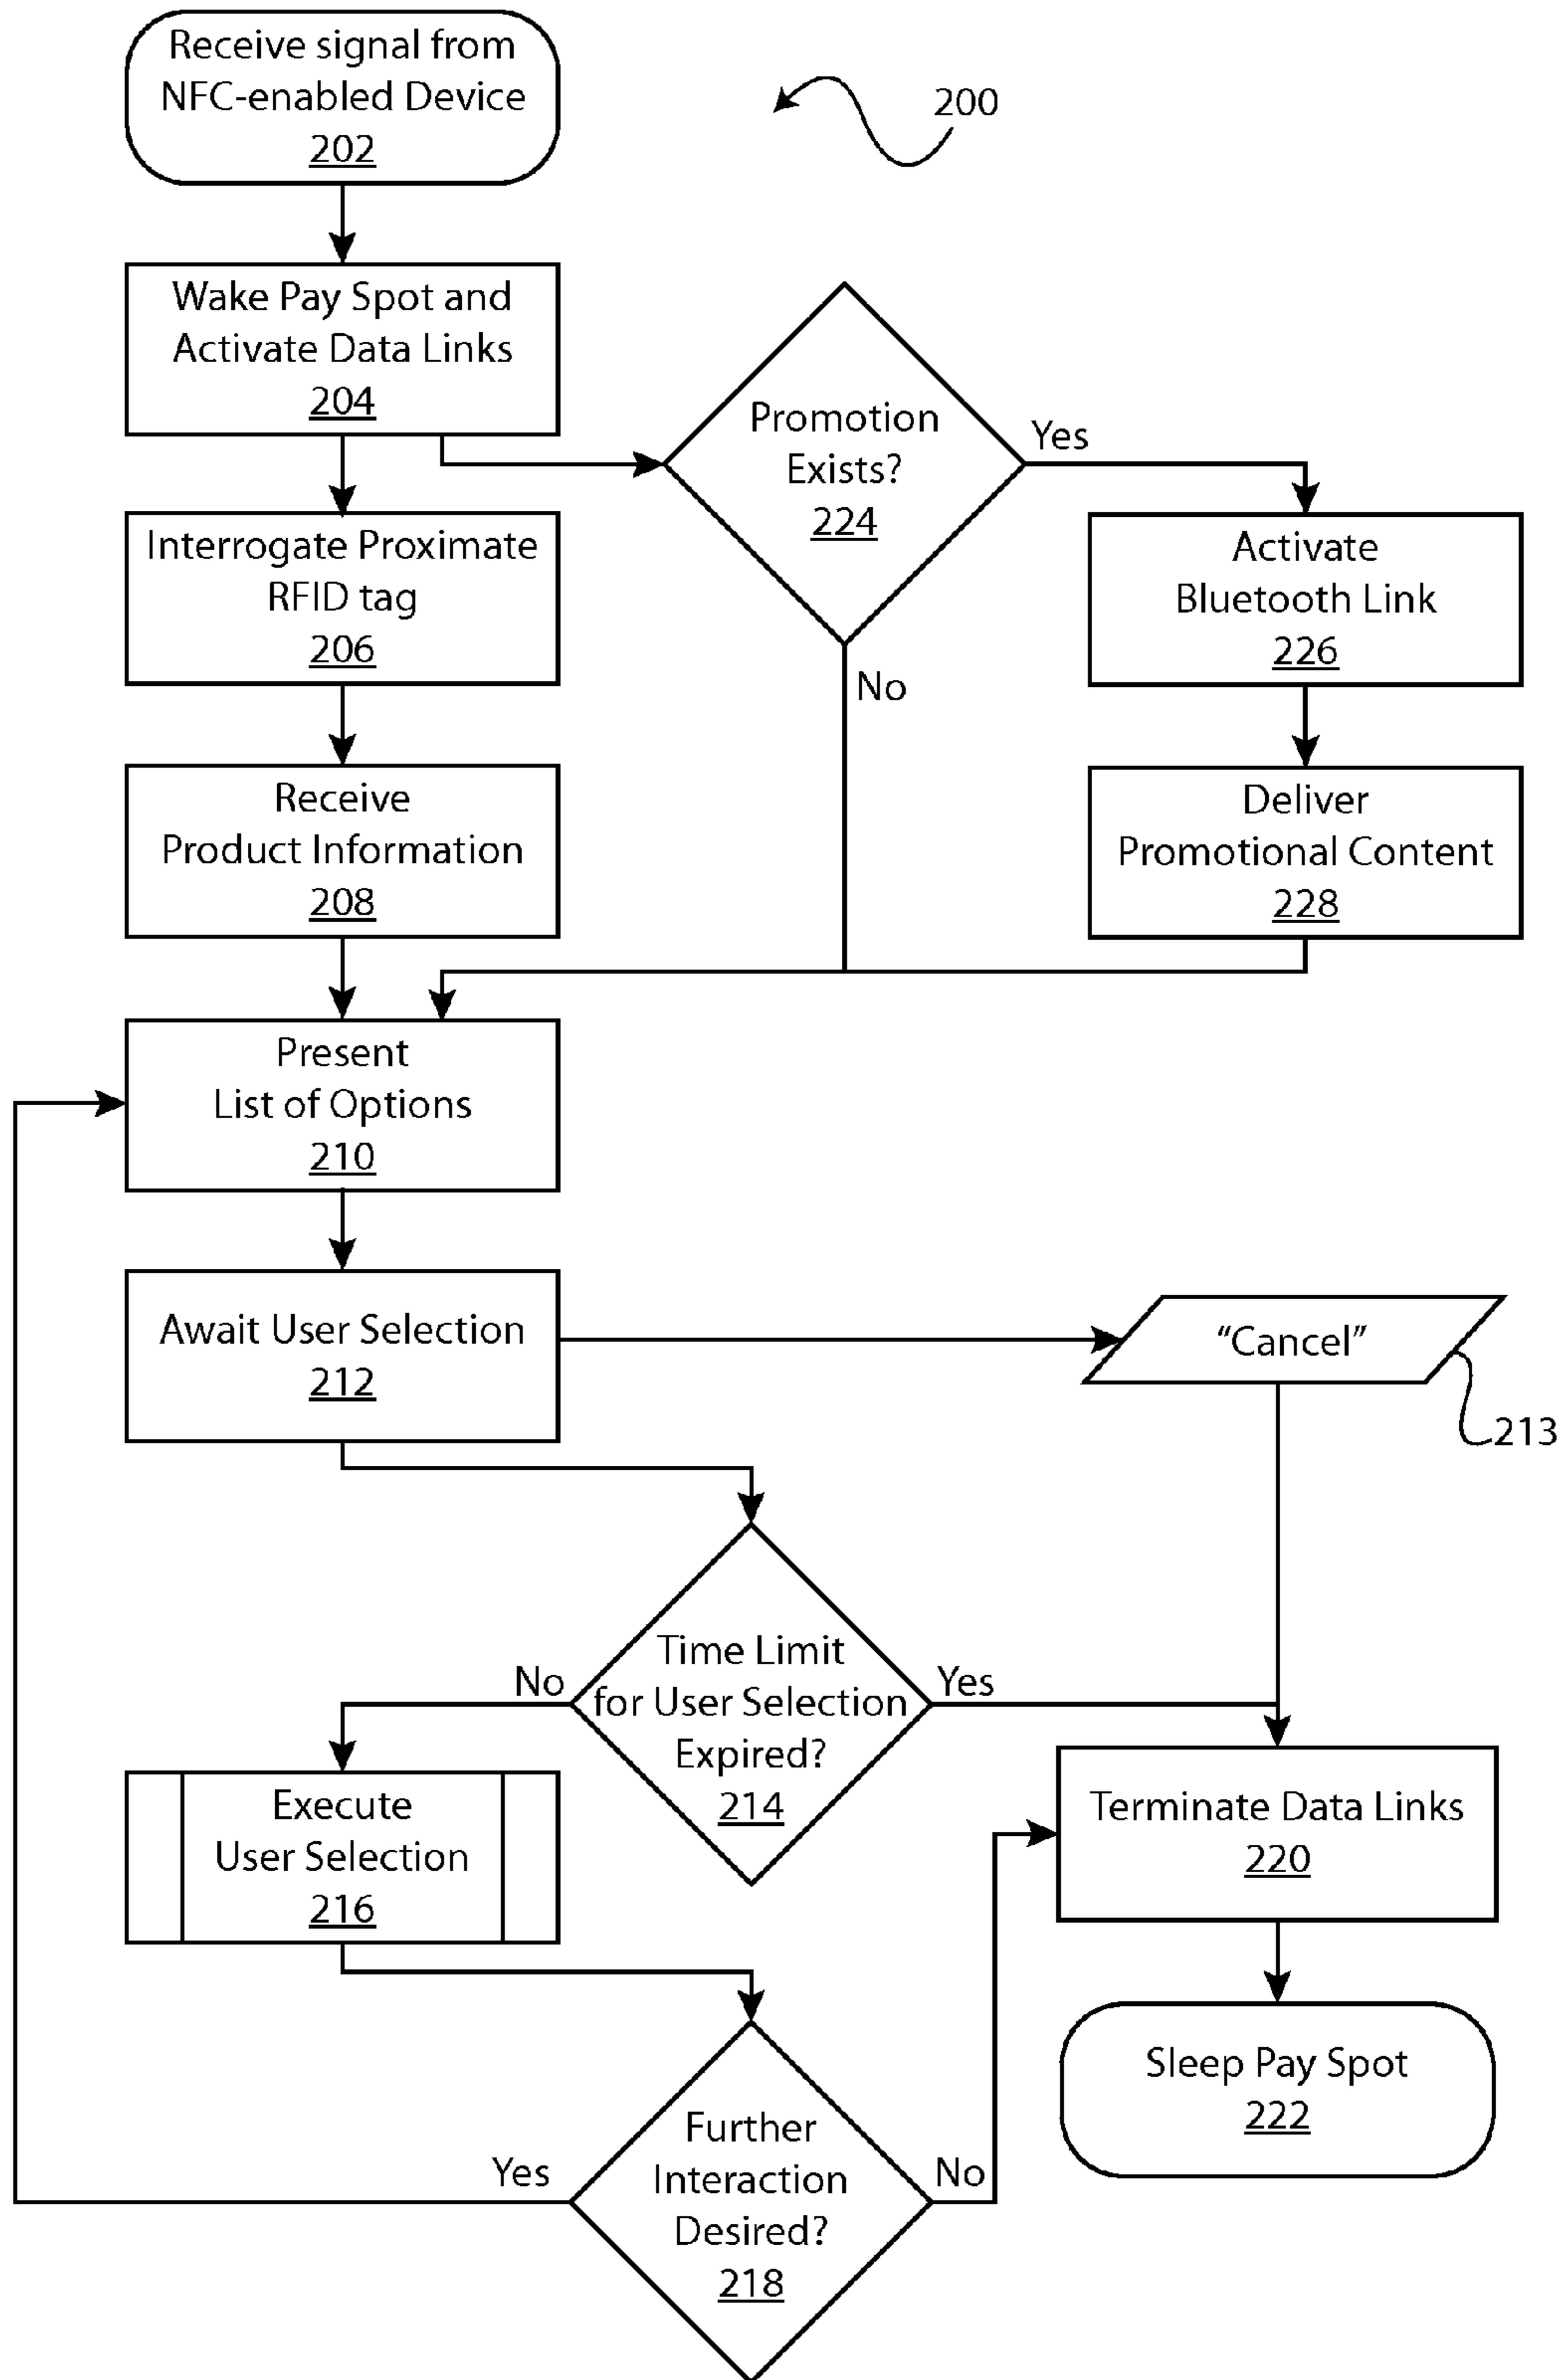 Receive signal from
NFC-enabled Device
202
200
Wake Pay Spot and
Activate Data Links
204
Promotion
Exists?
224
Yes
No
Interrogate Proximate
RFID tag
206
Activate
Bluetooth Link
226
Receive
Product Information
208
Deliver
Promotional Content
228
Present
List of Options
210
Await User Selection
212
“Cancel”
213
Time Limit
for User Selection
Expired?
214
No
Yes
Execute
User Selection
216
Terminate Data Links
220
Sleep Pay Spot
222
Further
Interaction
Desired?
218
Yes
No